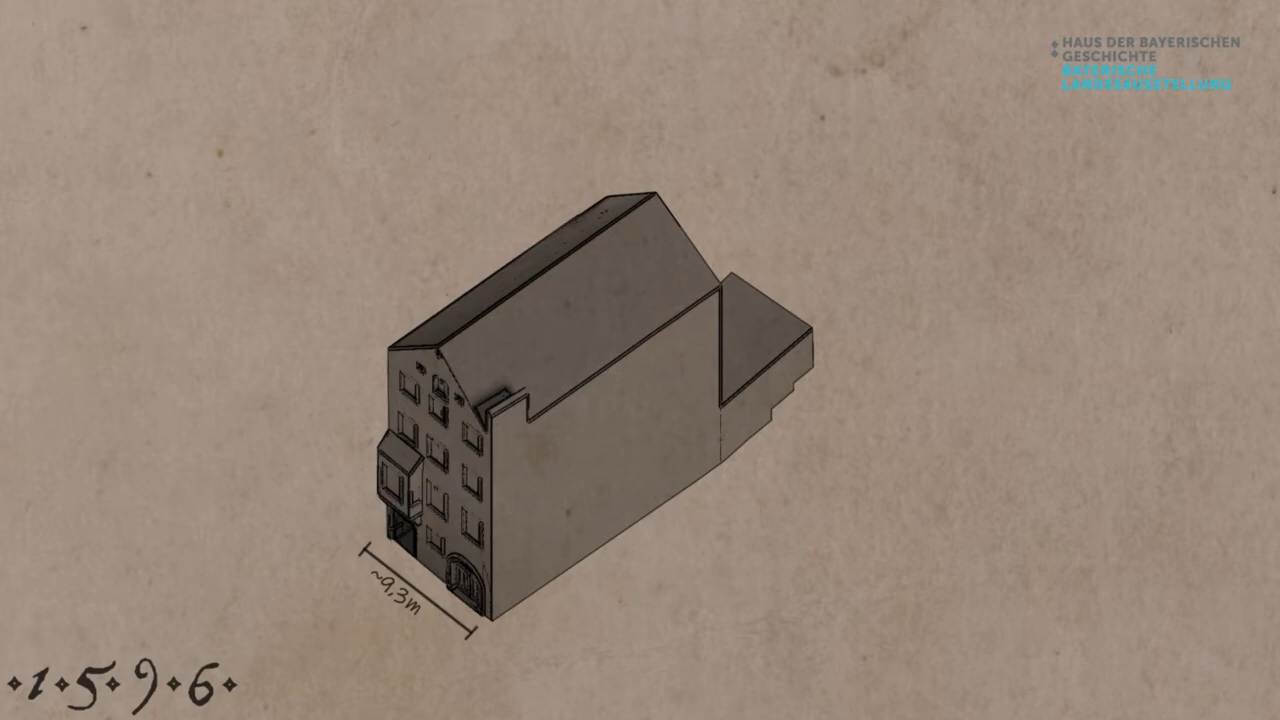 HAUS DER BAYERISCHEN
GESCHICHTE
BAYERISCHE
LANDESAUSSTELLUNG
~9,3m
1·5·9·6